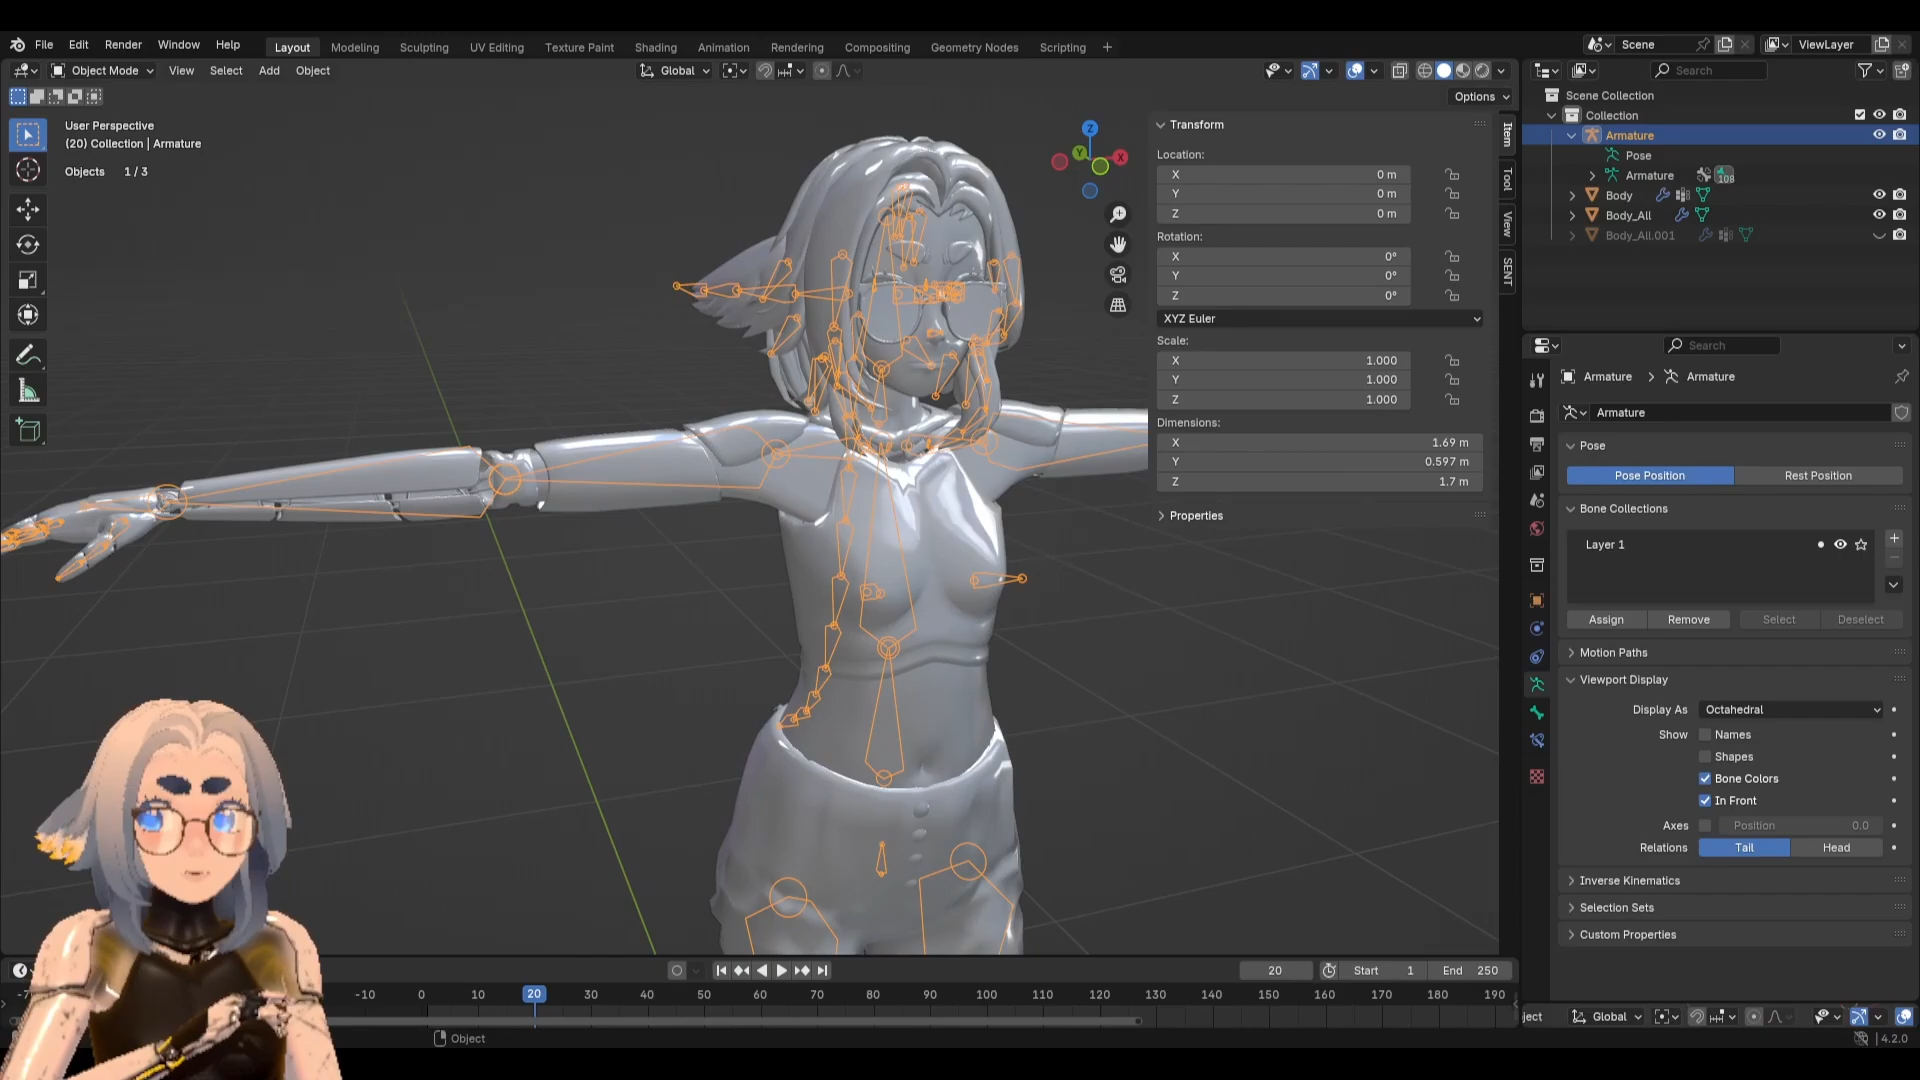 File Edit Render Window Help Layout Modeling Sculpting UV Editing Texture Paint Shading Animation Rendering Compositing Geometry Nodes Scripting + Scene ViewLayer
Object Mode View Select Add Object Global Search
Options
User Perspective
(20) Collection | Armature
Objects 1 / 3
Z
Y
X
Transform
Location:
X 0 m
Y 0 m
Z 0 m
Rotation:
X 0°
Y 0°
Z 0°
XYZ Euler
Scale:
X 1.000
Y 1.000
Z 1.000
Dimensions:
X 1.69 m
Y 0.597 m
Z 1.7 m
Properties
Item
Tool
View
SENT
Scene Collection
Collection
Armature
Pose
Armature 108
Body
Body_All
Body_All.001
Search
Armature Armature
Armature
Pose
Pose Position Rest Position
Bone Collections
Layer 1
Assign Remove Select Deselect
Motion Paths
Viewport Display
Display As Octahedral
Show Names
Shapes
Bone Colors
In Front
Axes Position 0.0
Relations Tail Head
Inverse Kinematics
Selection Sets
Custom Properties
20 Start 1 End 250
-10 0 10 20 30 40 50 60 70 80 90 100 110 120 130 140 150 160 170 180 190
ject Global
Object 4.2.0